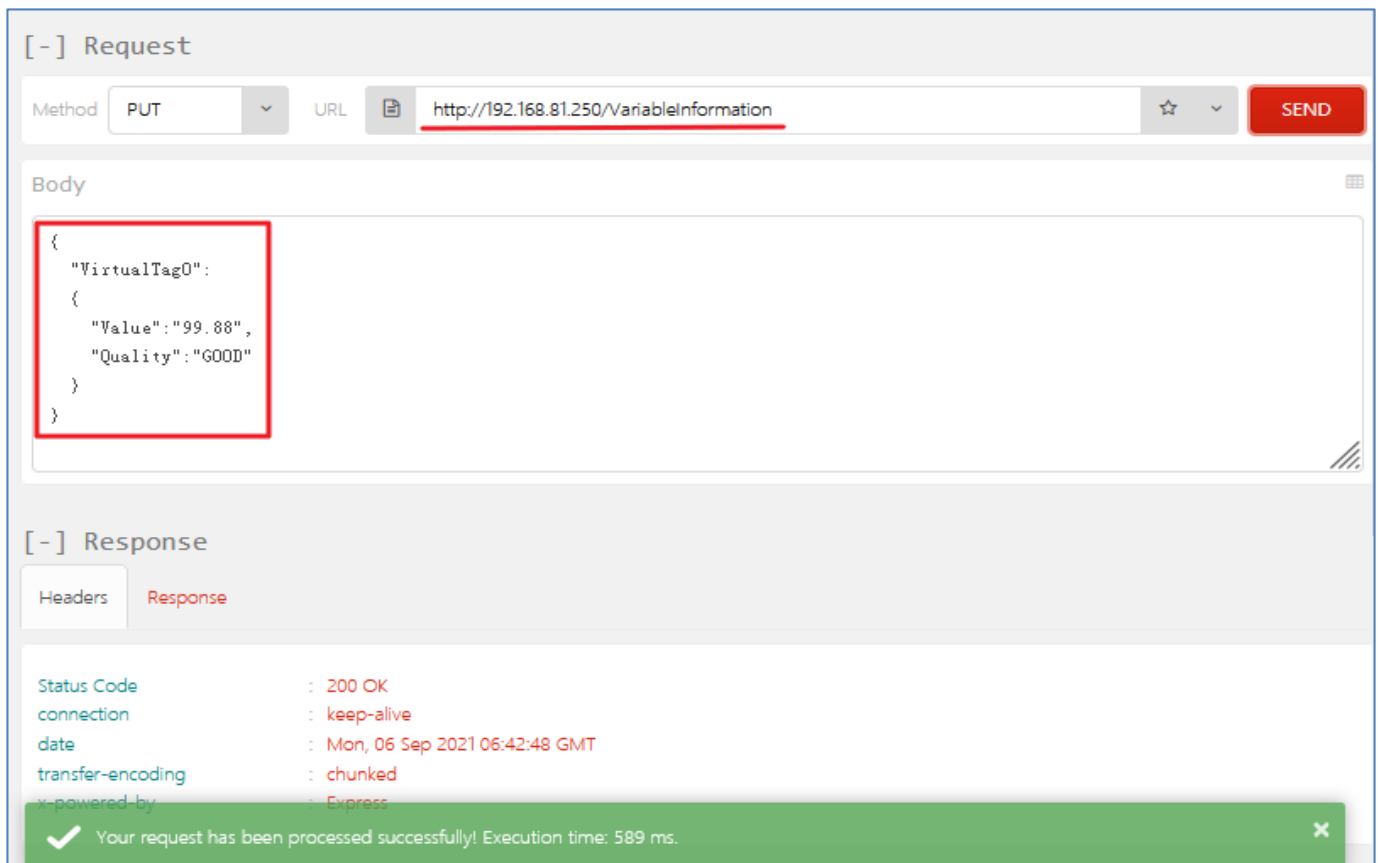 [-] Request
Method PUT URL http://192.168.81.250/VariableInformation SEND
Body
{
"VirtualTag0":
{
"Value":"99.88",
"Quality":"GOOD"
}
}
[-] Response
Headers Response
Status Code : 200 OK
connection : keep-alive
date : Mon, 06 Sep 2021 06:42:48 GMT
transfer-encoding : chunked
x-powered-by : Express
Your request has been processed successfully! Execution time: 589 ms.